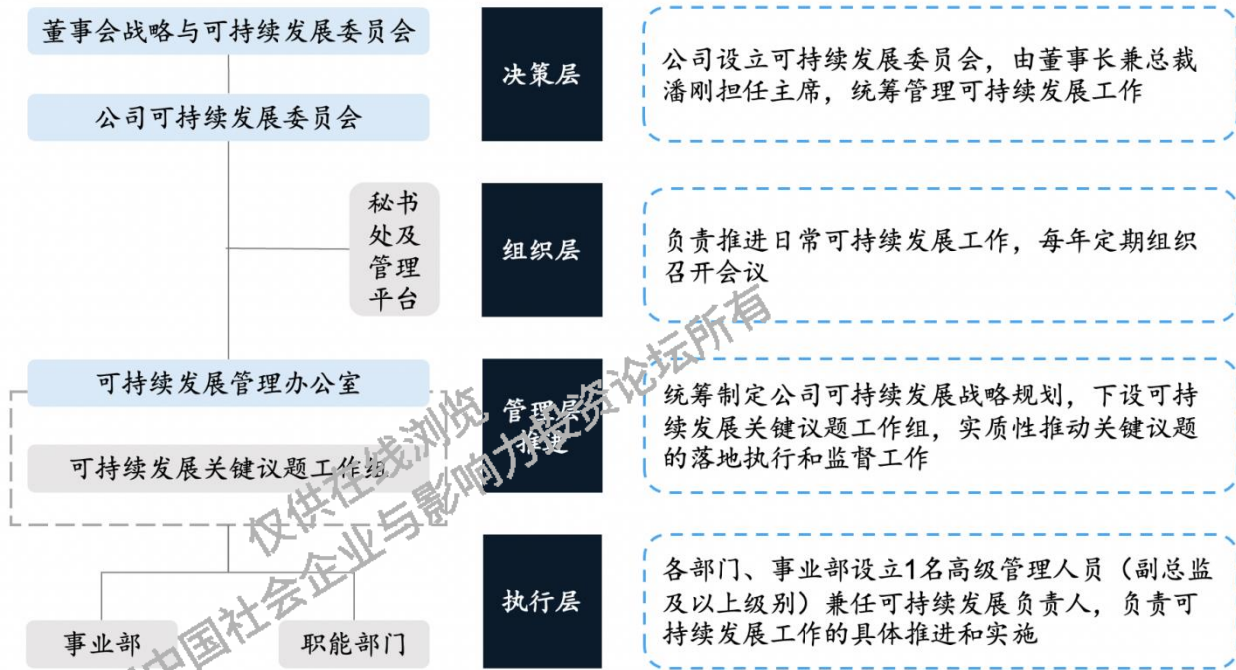 董事会战略与可持续发展委员会
公司可持续发展委员会
决策层
公司设立可持续发展委员会，由董事长兼总裁
潘刚担任主席，统筹管理可持续发展工作
秘书
处及
管理
平台
组织层
负责推进日常可持续发展工作，每年定期组织
召开会议
可持续发展管理办公室
可持续发展关键议题工作组
管理层
推进
统筹制定公司可持续发展战略规划，下设可持
续发展关键议题工作组，实质性推动关键议题
的落地执行和监督工作
事业部
职能部门
执行层
各部门、事业部设立1名高级管理人员（副总监
及以上级别）兼任可持续发展负责人，负责可
持续发展工作的具体推进和实施
仅供在线浏览
中国社会企业与影响力投资论坛所有